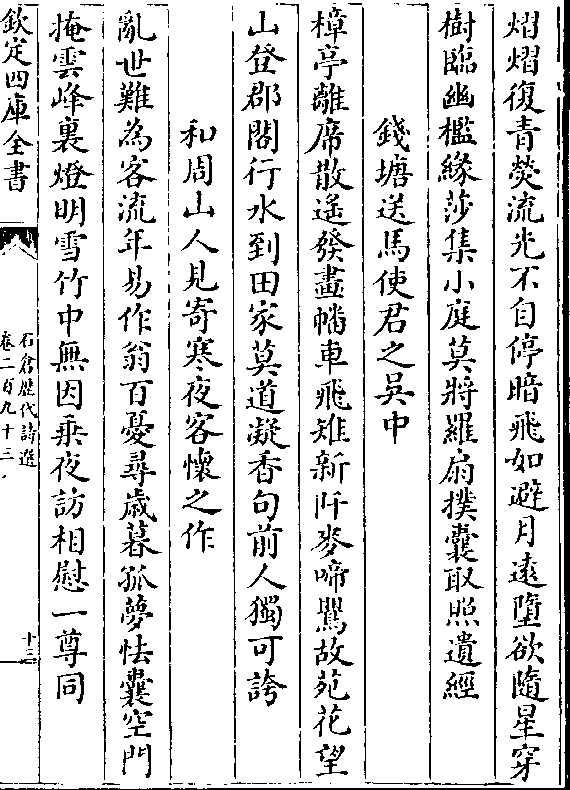 熠熠復青熒流光不自停暗飛如避月遠墮欲隨星穿
樹臨幽檻緣莎集小庭莫將羅扇撲囊取照遺經
錢塘送馬使君之吳中
樟亭離席散遙發畫幡車飛雉新阡麥啼鶯故苑花望
山登郡閣行水到田家莫道凝香句前人獨可誇
和周山人見寄寒夜客懷之作
亂世難為客流年易作翁百憂尋歲暮孤夢怯囊空門
掩雲峰裏燈明雪竹中無因乗夜訪相慰一尊同
欽定四庫全書
石倉歷代詩選
卷二百九十三
十三